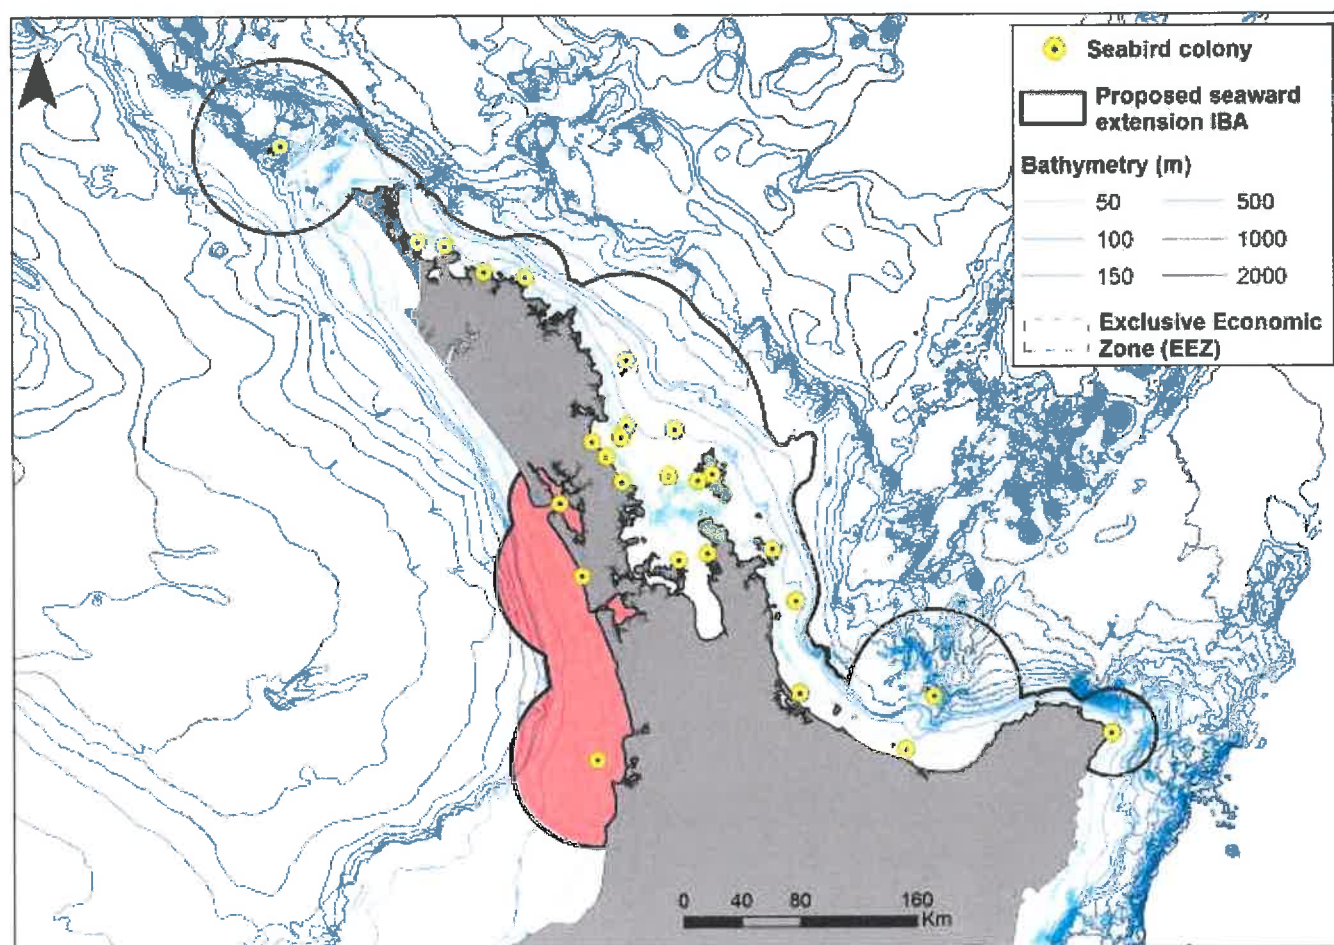 Seabird colony
Proposed seaward
extension IBA
Bathymetry (m)
50 500
100 1000
150 2000
Exclusive Economic
Zone (EEZ)
0 40 80 160
Km